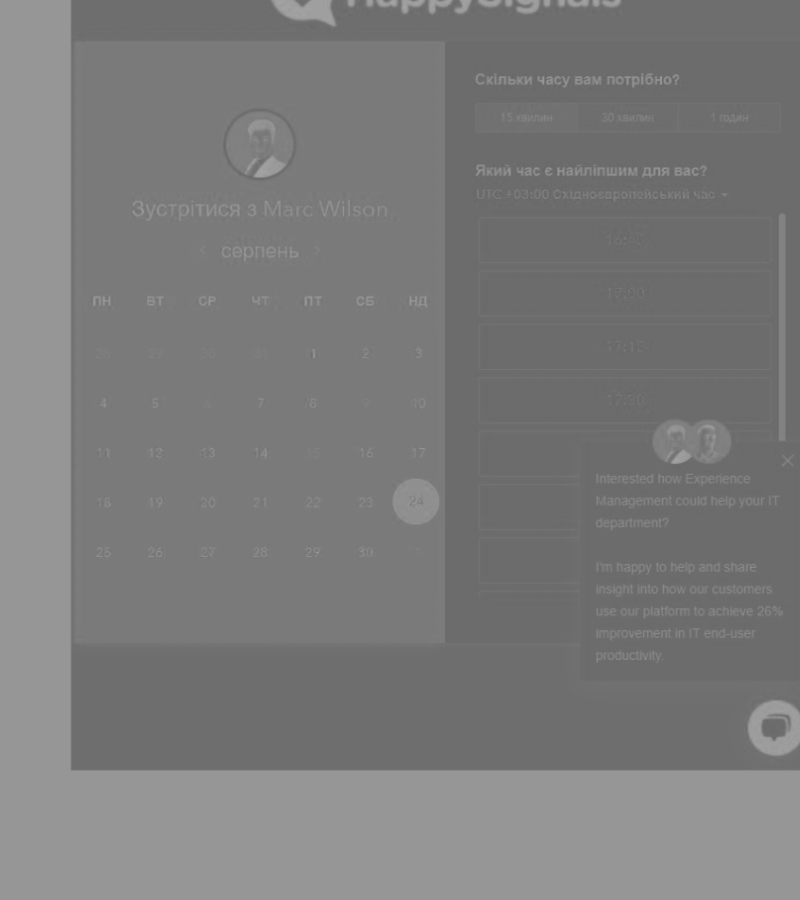 HappySignals
Зустрітися з Marc Wilson
серпень
ПН ВТ СР ЧТ ПТ СБ НД
28 29 30 31 1 2 3
4 5 6 7 8 9 10
11 12 13 14 15 16 17
18 19 20 21 22 23 24
25 26 27 28 29 30
Скільки часу вам потрібно?
15 хвилин 30 хвилин 1 годин
Який час є найліпшим для вас?
UTC +03:00 Східноєвропейський час
16:45
17:00
17:15
17:30
Interested how Experience
Management could help your IT
department?
I'm happy to help and share
insight into how our customers
use our platform to achieve 26%
improvement in IT end-user
productivity.